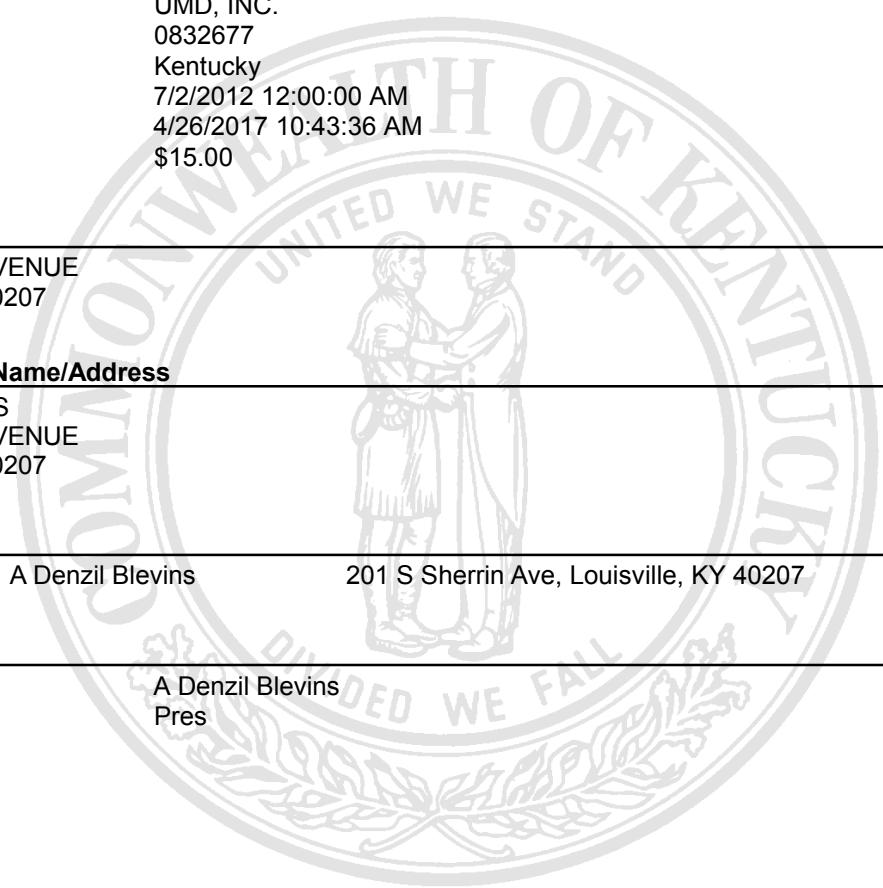 UMD, INC.
0832677
Kentucky
7/2/2012 12:00:00 AM
4/26/2017 10:43:36 AM
$15.00
COMMONWEALTH OF KENTUCKY
UNITED WE STAND
VENUE
0207
Name/Address
S
VENUE
0207
A Denzil Blevins 201 S Sherrin Ave, Louisville, KY 40207
DIVIDED WE FALL
A Denzil Blevins
Pres